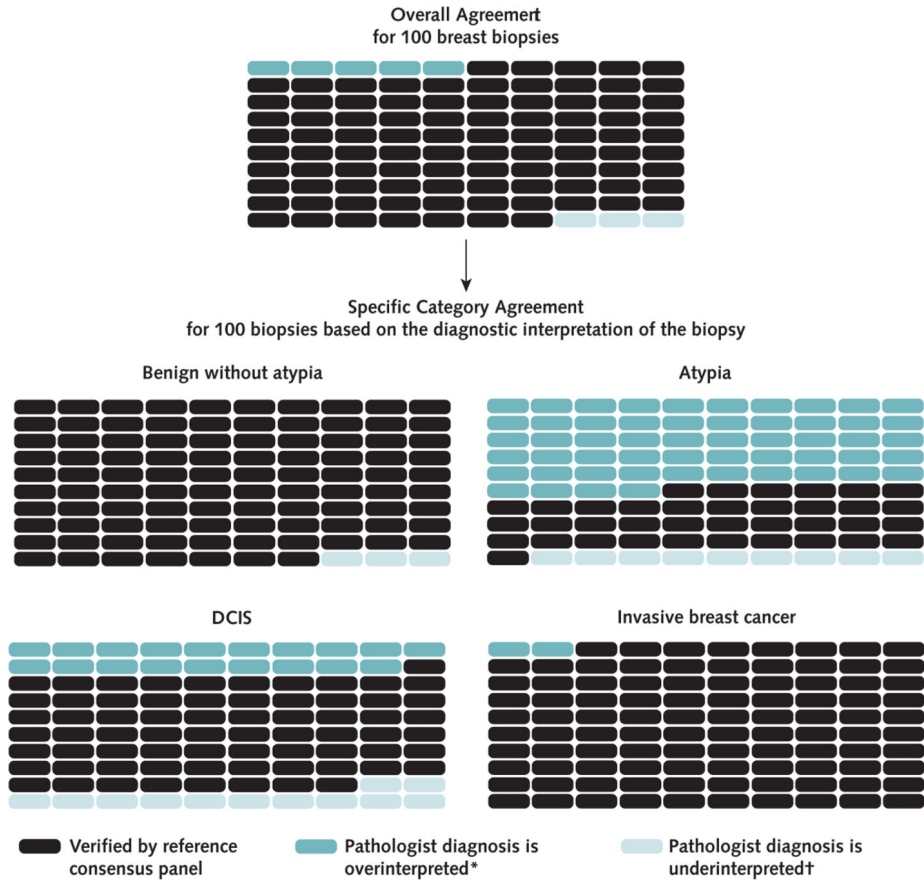 Overall Agreement
for 100 breast biopsies
Specific Category Agreement
for 100 biopsies based on the diagnostic interpretation of the biopsy
Benign without atypia
Atypia
DCIS
Invasive breast cancer
Verified by reference
consensus panel
Pathologist diagnosis is
overinterpreted*
Pathologist diagnosis is
underinterpreted†